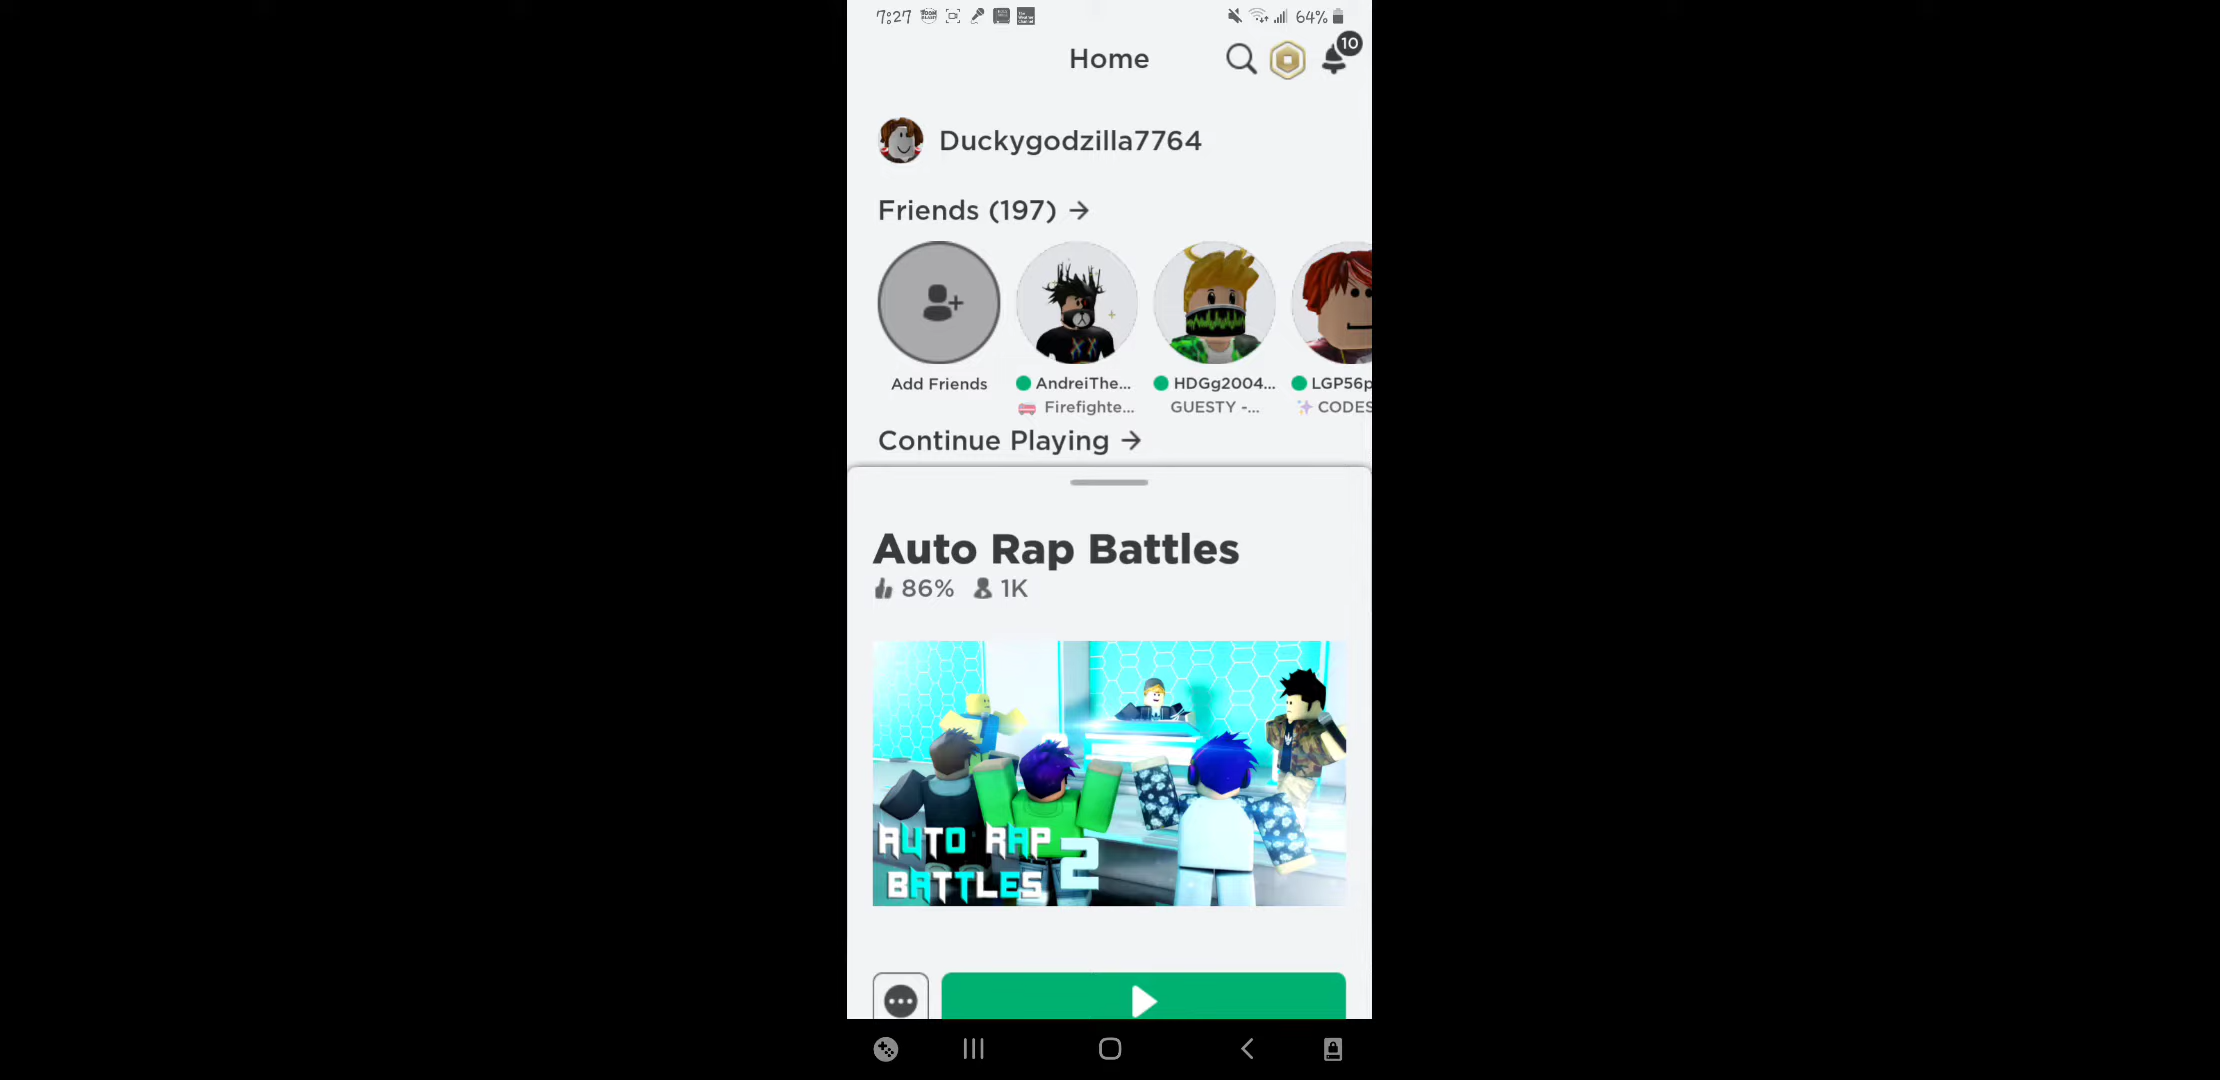 7:27 64%
Home 10
Duckygodzilla7764
Friends (197) →
Add Friends AndreiThe... HDGg2004... LGP56p
Firefighte... GUESTY -... CODES
Continue Playing →
Auto Rap Battles
86% 1K
AUTO RAP
BATTLES 2